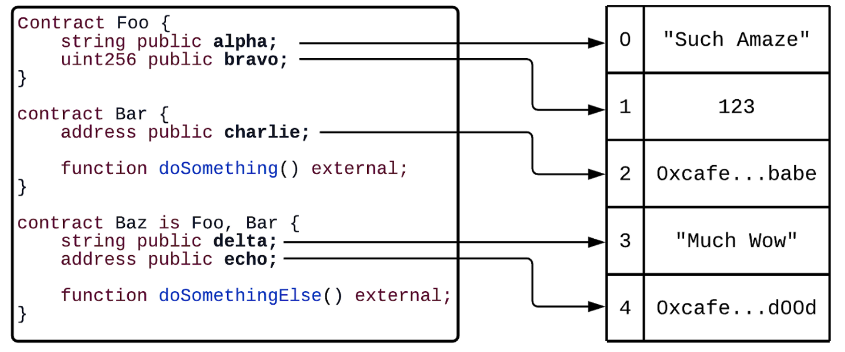 Contract Foo {
string public alpha;
uint256 public bravo;
}
contract Bar {
address public charlie;
function doSomething() external;
}
contract Baz is Foo, Bar {
string public delta;
address public echo;
function doSomethingElse() external;
}
0 "Such Amaze"
1 123
2 0xcafe...babe
3 "Much Wow"
4 0xcafe...d00d